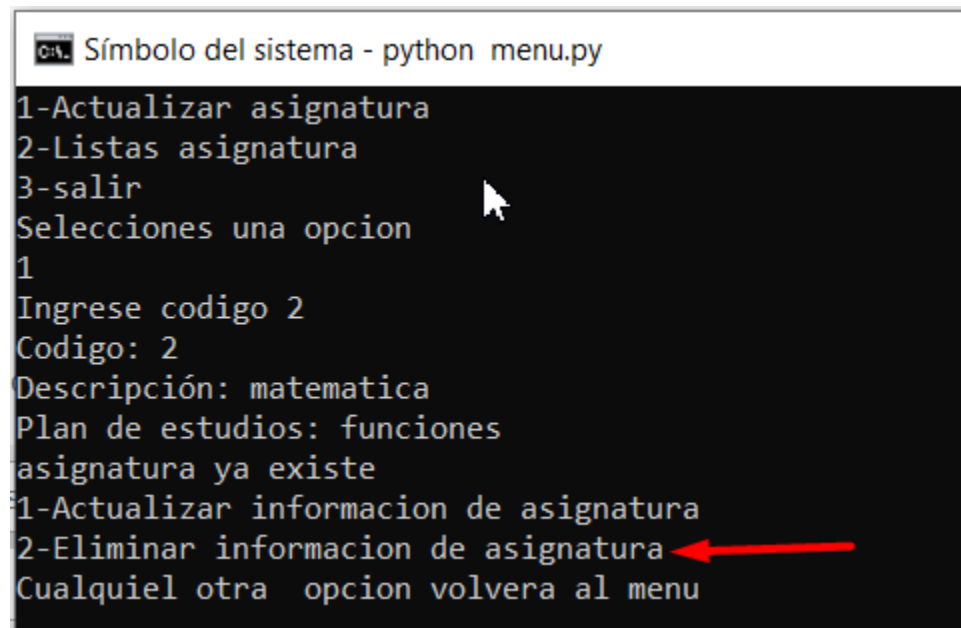 Símbolo del sistema - python menu.py
1-Actualizar asignatura
2-Listas asignatura
3-salir
Selecciones una opcion
1
Ingrese codigo 2
Codigo: 2
Descripción: matematica
Plan de estudios: funciones
asignatura ya existe
1-Actualizar informacion de asignatura
2-Eliminar informacion de asignatura
Cualquiel otra  opcion volvera al menu